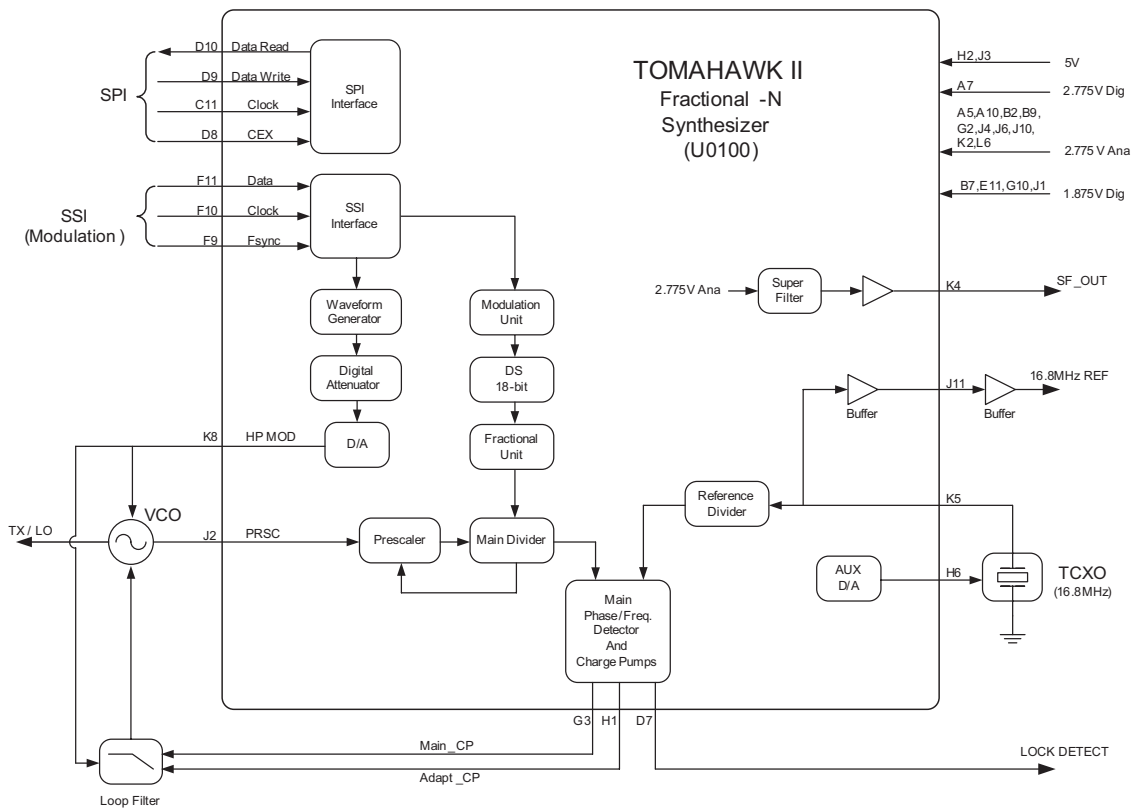 D10 Data Read
D9 Data Write
C11 Clock
D8 CEX
SPI
SPI
Interface
F11 Data
F10 Clock
F9 Fsync
SSI
(Modulation )
SSI
Interface
TOMAHAWK II
Fractional -N
Synthesizer
(U0100)
H2,J3
5V
A7
2.775V Dig
A5,A10,B2,B9,
G2,J4,J6,J10,
K2,L6
2.775 V Ana
B7,E11,G10,J1
1.875V Dig
Waveform
Generator
Modulation
Unit
2.775V Ana
Super
Filter
K4
SF_OUT
Digital
Attenuator
DS
18-bit
Buffer
J11
Buffer
16.8MHz REF
K8 HP MOD
D/A
Fractional
Unit
Reference
Divider
K5
TX / LO
VCO
J2 PRSC
Prescaler
Main Divider
AUX
D/A
H6
TCXO
(16.8MHz)
Main
Phase/Freq.
Detector
And
Charge Pumps
G3 H1 D7
Main_CP
Adapt_CP
LOCK DETECT
Loop Filter